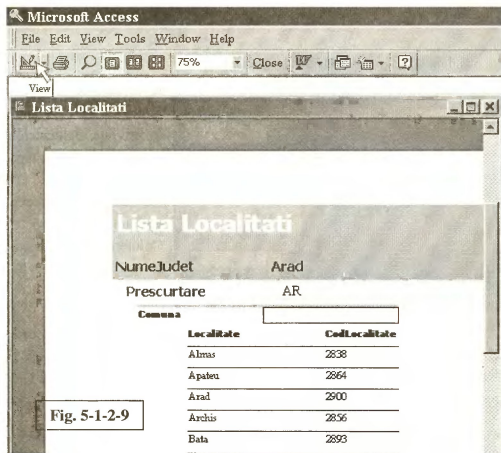 Microsoft Access
File Edit View Tools Window Help
75% Close
View
Lista Localitati
Lista Localitati
NumeJudet Arad
Prescurtare AR
Comuna
Localitate CodLocalitate
Almas 2838
Apateu 2864
Arad 2900
Archis 2856
Bata 2893
Fig. 5-1-2-9